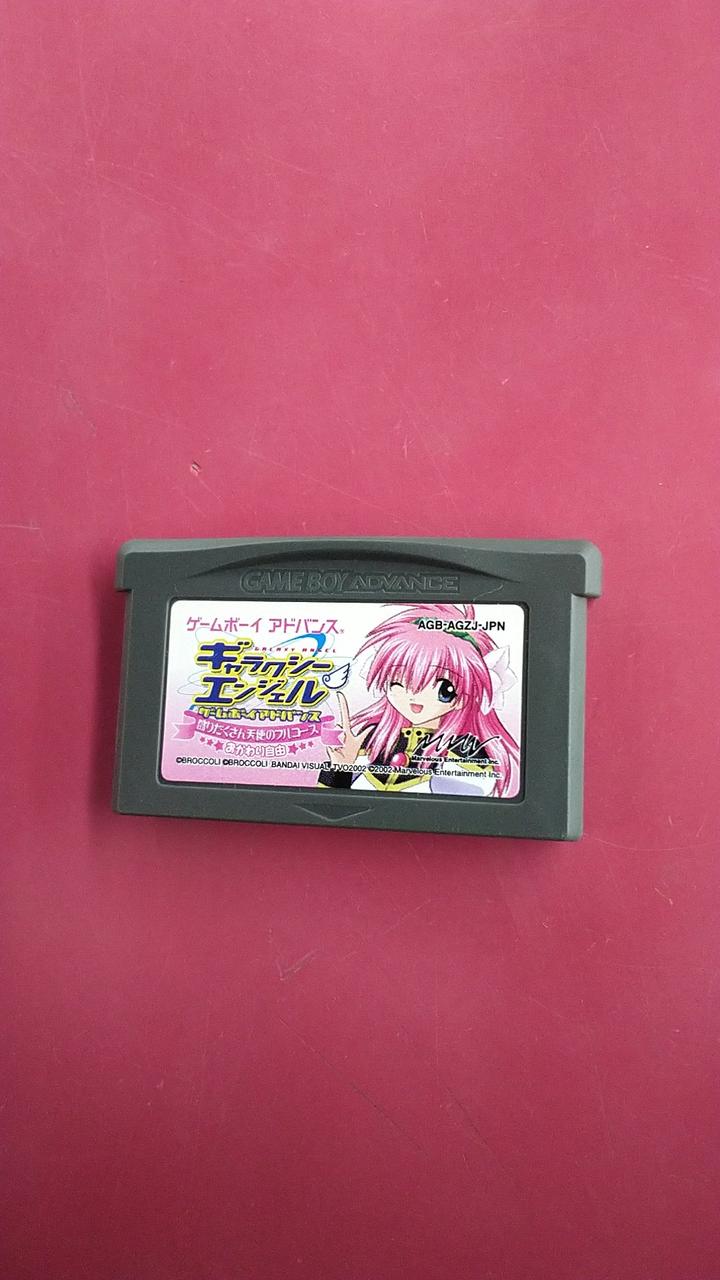 GAME BOY ADVANCE
ゲームボーイ アドバンス
AGB-AGZJ-JPN
GALAXY ANGEL
ギャラクシー
エンジェル
ゲームボーイアドバンス
盛りだくさん天使のフルコース
おかわり自由
Marvelous Entertainment Inc.
©BROCCOLI ©BROCCOLI BANDAI VISUAL TVO2002 ©2002 Marvelous Entertainment Inc.